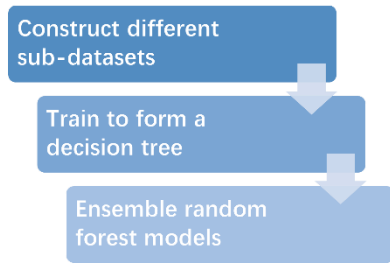 Construct different
sub-datasets
Train to form a
decision tree
Ensemble random
forest models